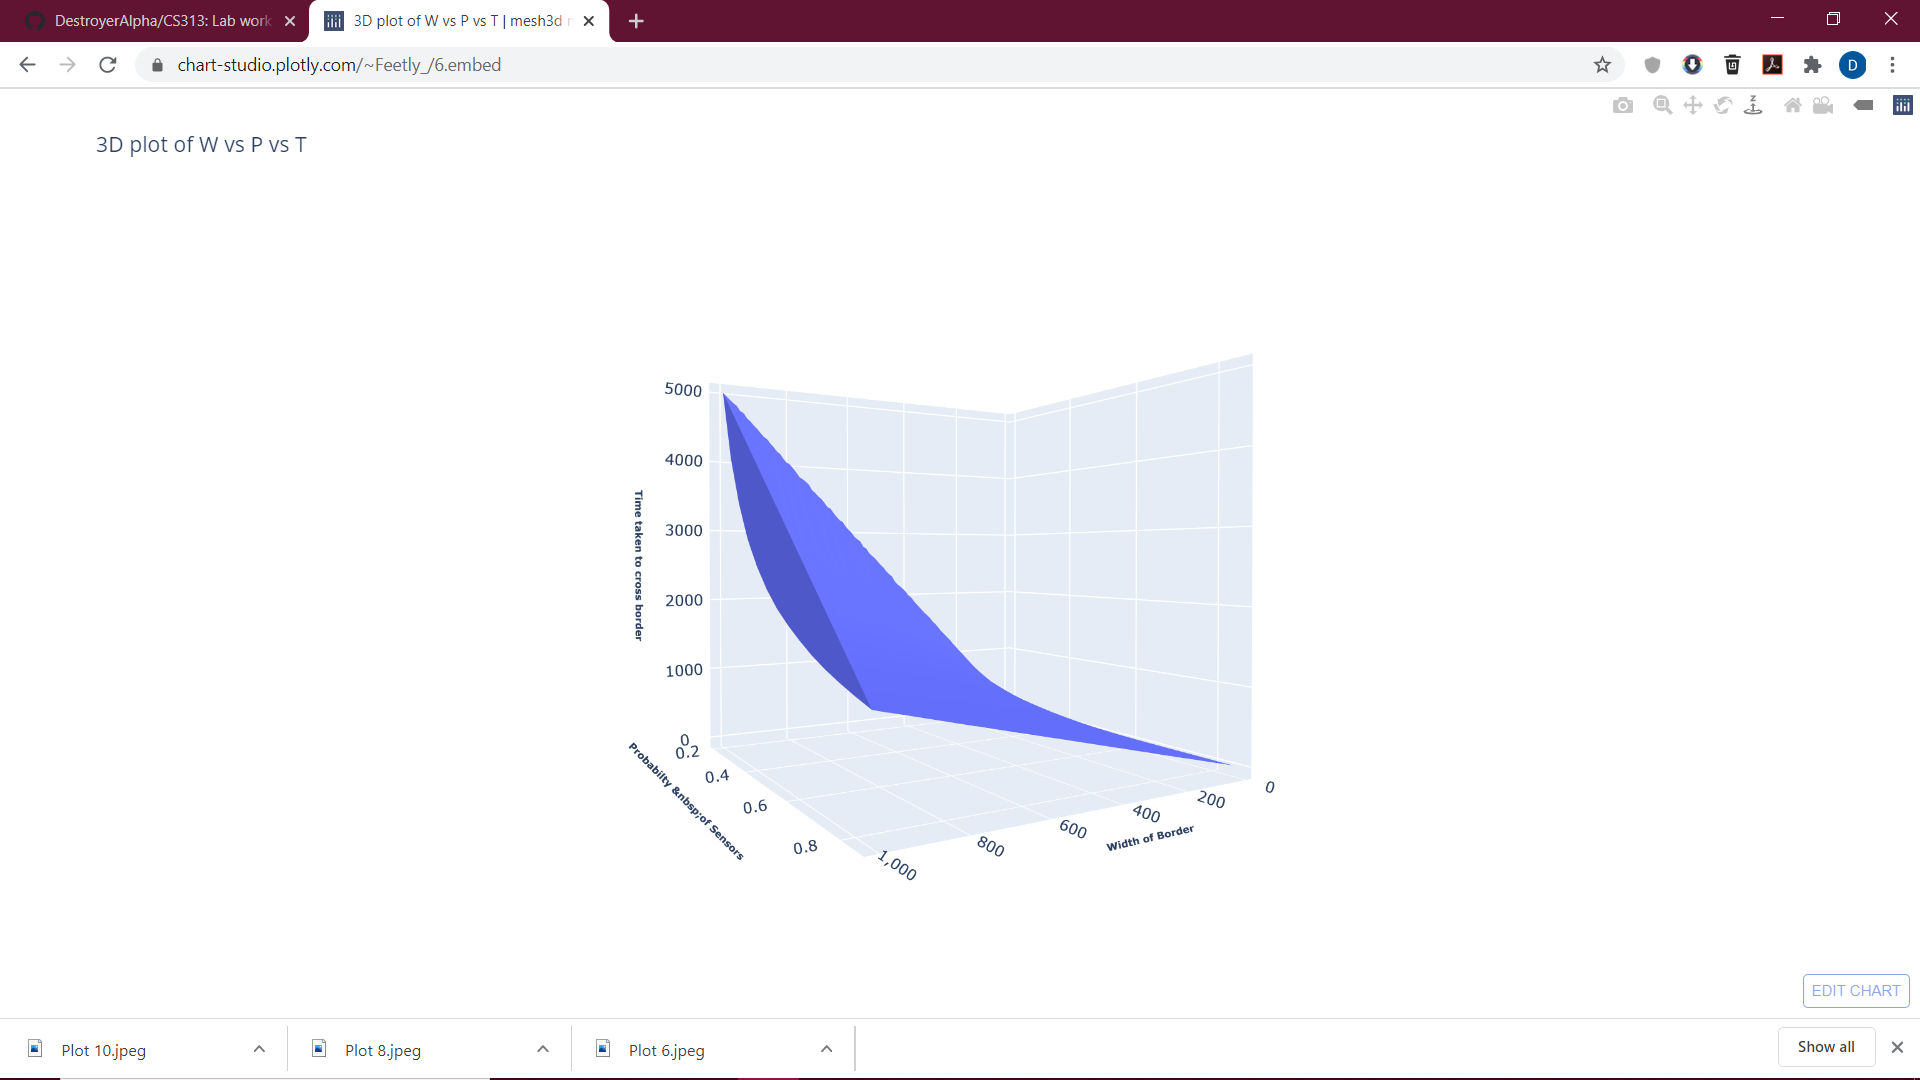 DestroyerAlpha/CS313: Lab work
3D plot of W vs P vs T | mesh3d
chart-studio.plotly.com/~Feetly_/6.embed
D
Z
3D plot of W vs P vs T
5000
4000
3000
2000
1000
0
Time taken to cross border
0.2
0.4
0.6
0.8
Probabilty &nbsp;of Sensors
1,000
800
600
400
200
0
Width of Border
EDIT CHART
Plot 10.jpeg
Plot 8.jpeg
Plot 6.jpeg
Show all